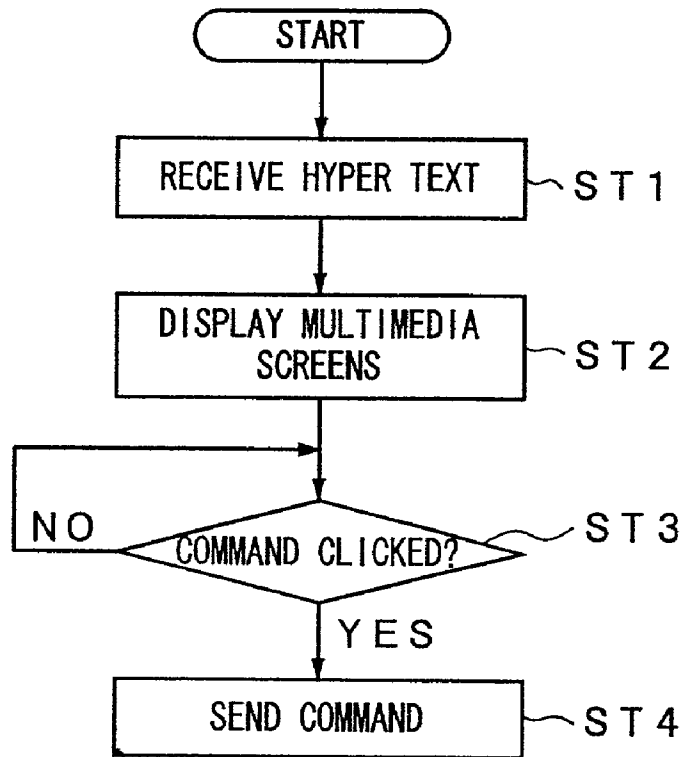 START
RECEIVE HYPER TEXT
ST1
DISPLAY MULTIMEDIA
SCREENS
ST2
NO
COMMAND CLICKED?
ST3
YES
SEND COMMAND
ST4